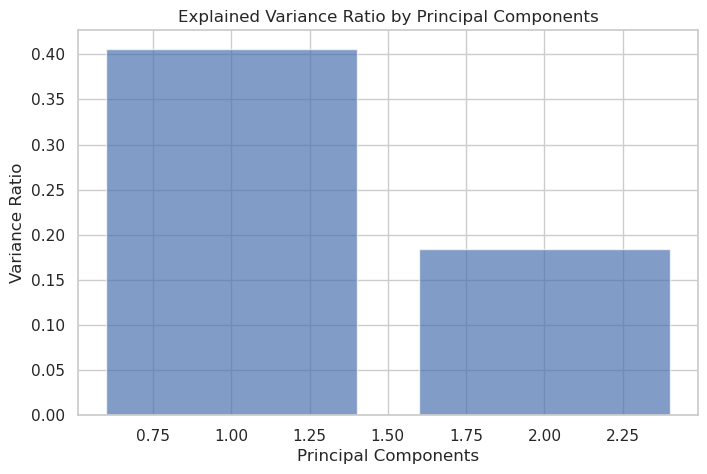 Explained Variance Ratio by Principal Components
Variance Ratio
0.40
0.35
0.30
0.25
0.20
0.15
0.10
0.05
0.00
0.75 1.00 1.25 1.50 1.75 2.00 2.25
Principal Components